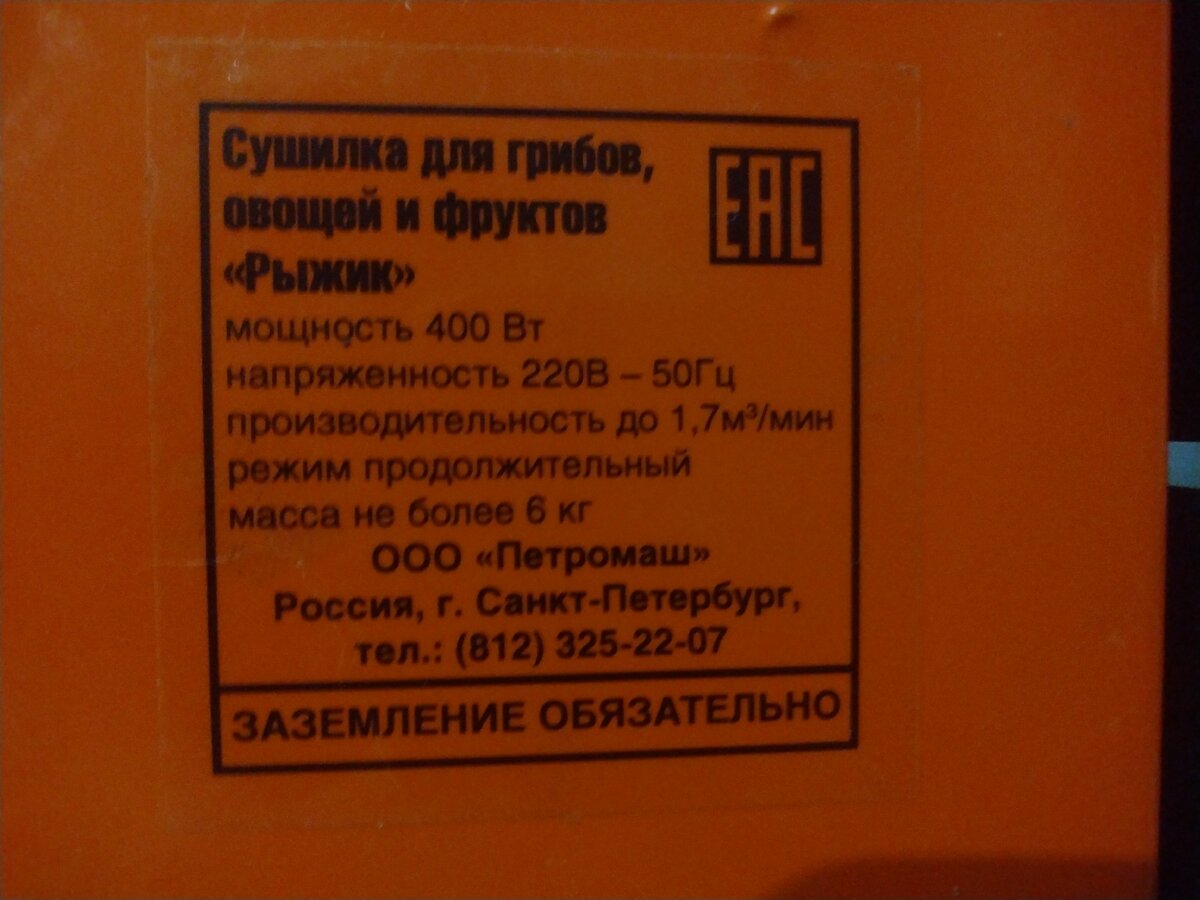 Сушилка для грибов,
овощей и фруктов
«Рыжик»
EAC
мощность 400 Вт
напряженность 220В – 50Гц
производительность до 1,7м³/мин
режим продолжительный
масса не более 6 кг
ООО «Петромаш»
Россия, г. Санкт-Петербург,
тел.: (812) 325-22-07
ЗАЗЕМЛЕНИЕ ОБЯЗАТЕЛЬНО